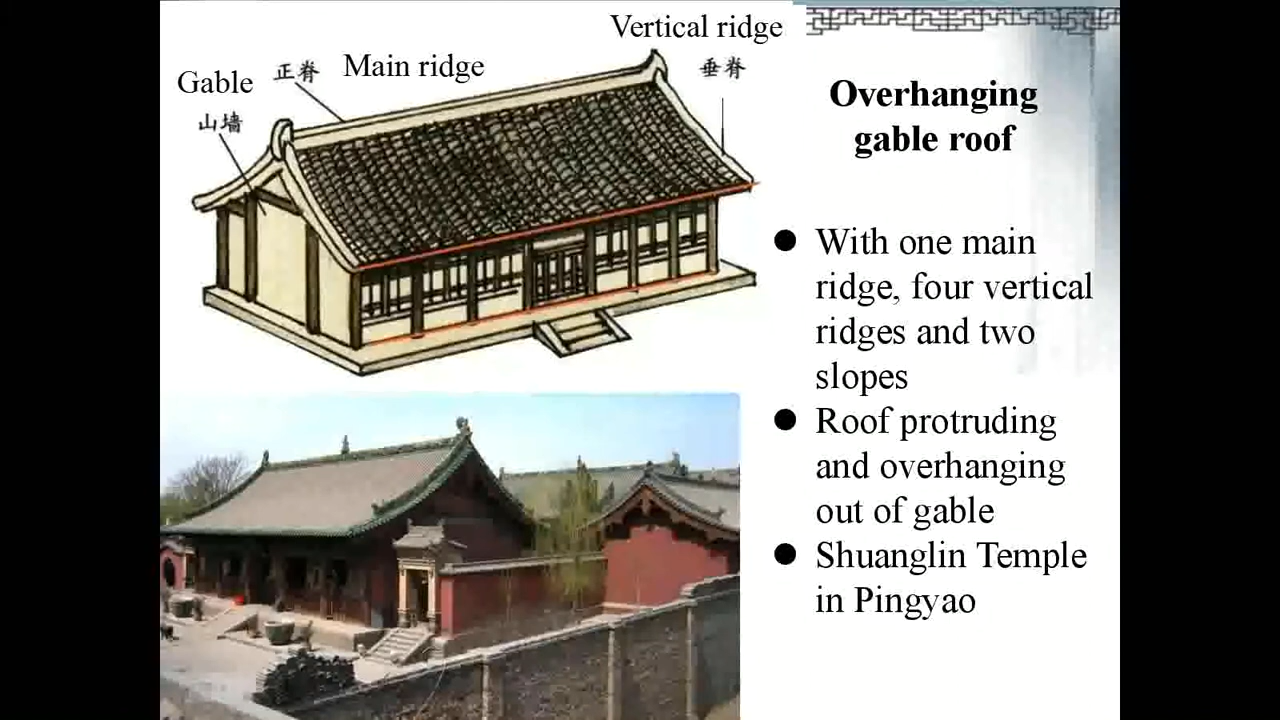 Vertical ridge
垂脊
Main ridge
正脊
Gable
山墙
Overhanging
gable roof
● With one main
ridge, four vertical
ridges and two
slopes
● Roof protruding
and overhanging
out of gable
● Shuanglin Temple
in Pingyao